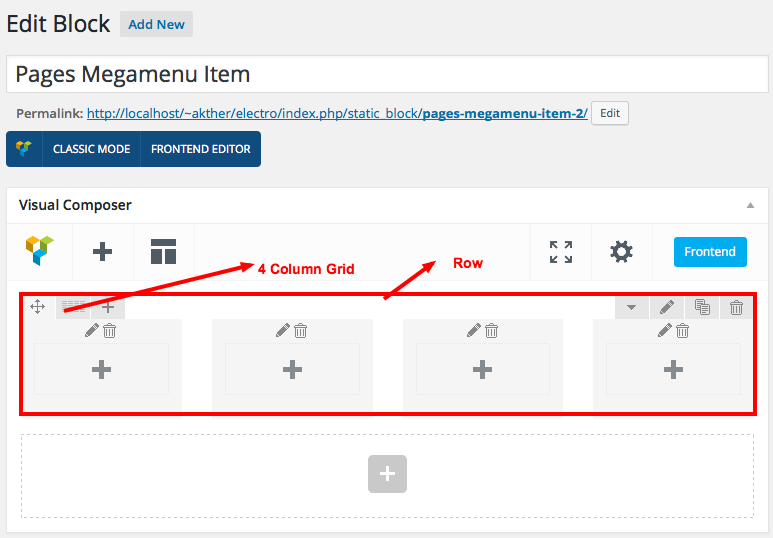 Edit Block Add New
Pages Megamenu Item
Permalink: http://localhost/~akther/electro/index.php/static_block/pages-megamenu-item-2/ Edit
CLASSIC MODE FRONTEND EDITOR
Visual Composer
Frontend
4 Column Grid Row